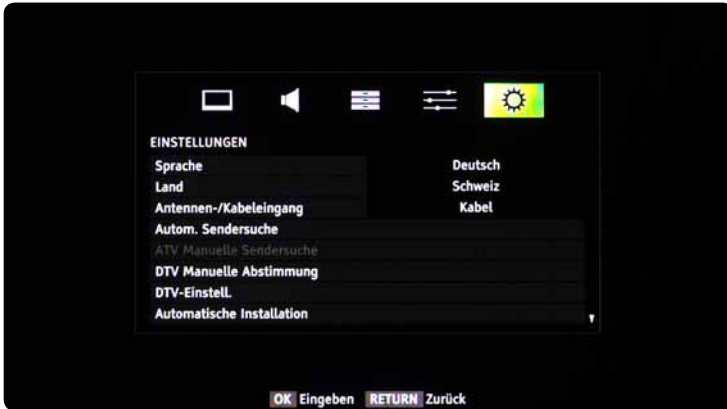 EINSTELLUNGEN
Sprache Deutsch
Land Schweiz
Antennen-/Kabeleingang Kabel
Autom. Sendersuche
ATV Manuelle Sendersuche
DTV Manuelle Abstimmung
DTV-Einstell.
Automatische Installation
OK Eingeben RETURN Zurück